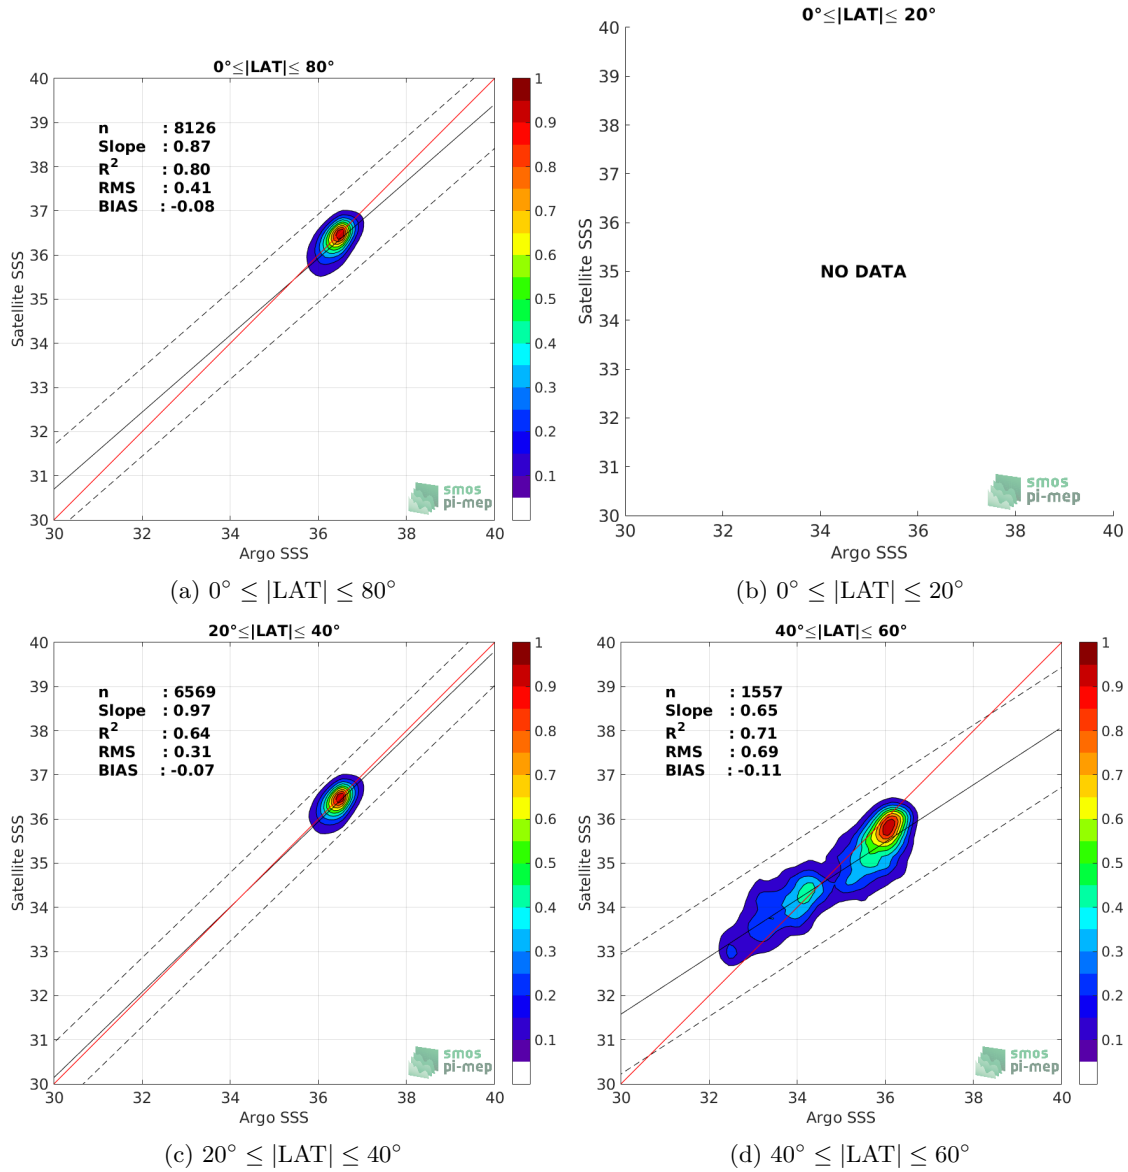 0°≤|LAT|≤ 80°
40
39
38
37
36
35
34
33
32
31
30
Satellite SSS
n : 8126
Slope : 0.87
R² : 0.80
RMS : 0.41
BIAS : -0.08
smos
pi-mep
30 32 34 36 38 40
Argo SSS
1
0.9
0.8
0.7
0.6
0.5
0.4
0.3
0.2
0.1
(a) 0° ≤ |LAT| ≤ 80°
0°≤|LAT|≤ 20°
40
39
38
37
36
35
34
33
32
31
30
Satellite SSS
NO DATA
smos
pi-mep
30 32 34 36 38 40
Argo SSS
(b) 0° ≤ |LAT| ≤ 20°
20°≤|LAT|≤ 40°
40
39
38
37
36
35
34
33
32
31
30
Satellite SSS
n : 6569
Slope : 0.97
R² : 0.64
RMS : 0.31
BIAS : -0.07
smos
pi-mep
30 32 34 36 38 40
Argo SSS
1
0.9
0.8
0.7
0.6
0.5
0.4
0.3
0.2
0.1
(c) 20° ≤ |LAT| ≤ 40°
40°≤|LAT|≤ 60°
40
39
38
37
36
35
34
33
32
31
30
Satellite SSS
n : 1557
Slope : 0.65
R² : 0.71
RMS : 0.69
BIAS : -0.11
smos
pi-mep
30 32 34 36 38 40
Argo SSS
1
0.9
0.8
0.7
0.6
0.5
0.4
0.3
0.2
0.1
(d) 40° ≤ |LAT| ≤ 60°